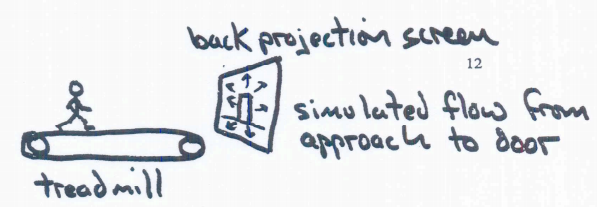 back projection screen
12
simulated flow from
approach to door
treadmill